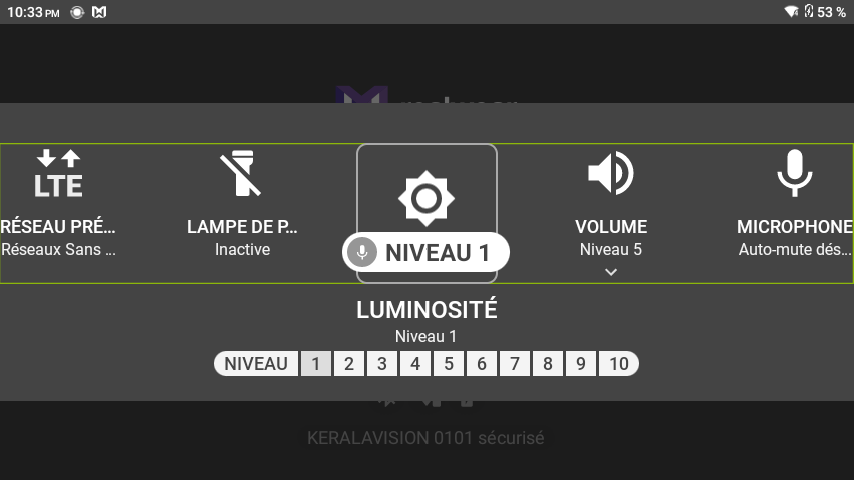 10:33 PM
53 %
LTE
RÉSEAU PRÉ...
Réseaux Sans ...
LAMPE DE P...
Inactive
NIVEAU 1
VOLUME
Niveau 5
MICROPHONE
Auto-mute dés...
LUMINOSITÉ
Niveau 1
NIVEAU 1 2 3 4 5 6 7 8 9 10
KERALAVISION 0101 sécurisé